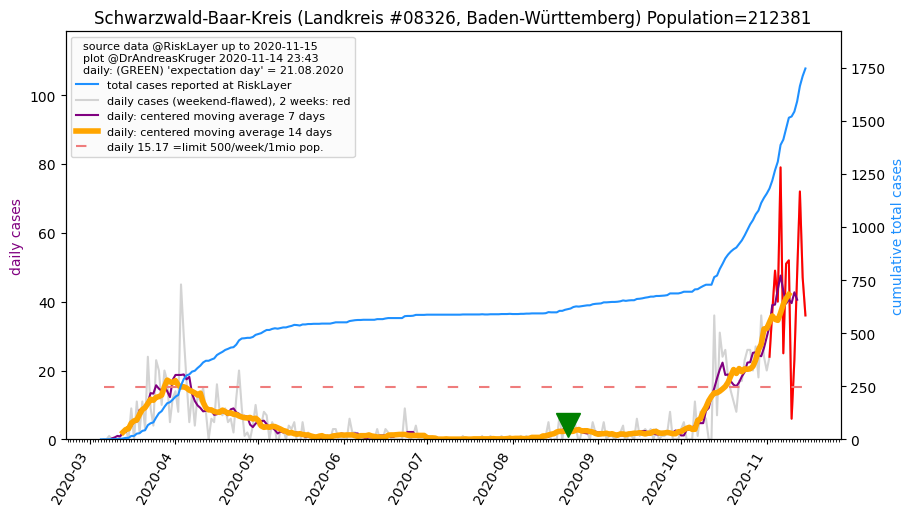 Schwarzwald-Baar-Kreis (Landkreis #08326, Baden-Württemberg) Population=212381
source data @RiskLayer up to 2020-11-15
plot @DrAndreasKruger 2020-11-14 23:43
daily: (GREEN) 'expectation day' = 21.08.2020
total cases reported at RiskLayer
daily cases (weekend-flawed), 2 weeks: red
daily: centered moving average 7 days
daily: centered moving average 14 days
daily 15.17 =limit 500/week/1mio pop.
daily cases
100
80
60
40
20
0
1750
1500
1250
1000
750
500
250
0
cumulative total cases
2020-03
2020-04
2020-05
2020-06
2020-07
2020-08
2020-09
2020-10
2020-11